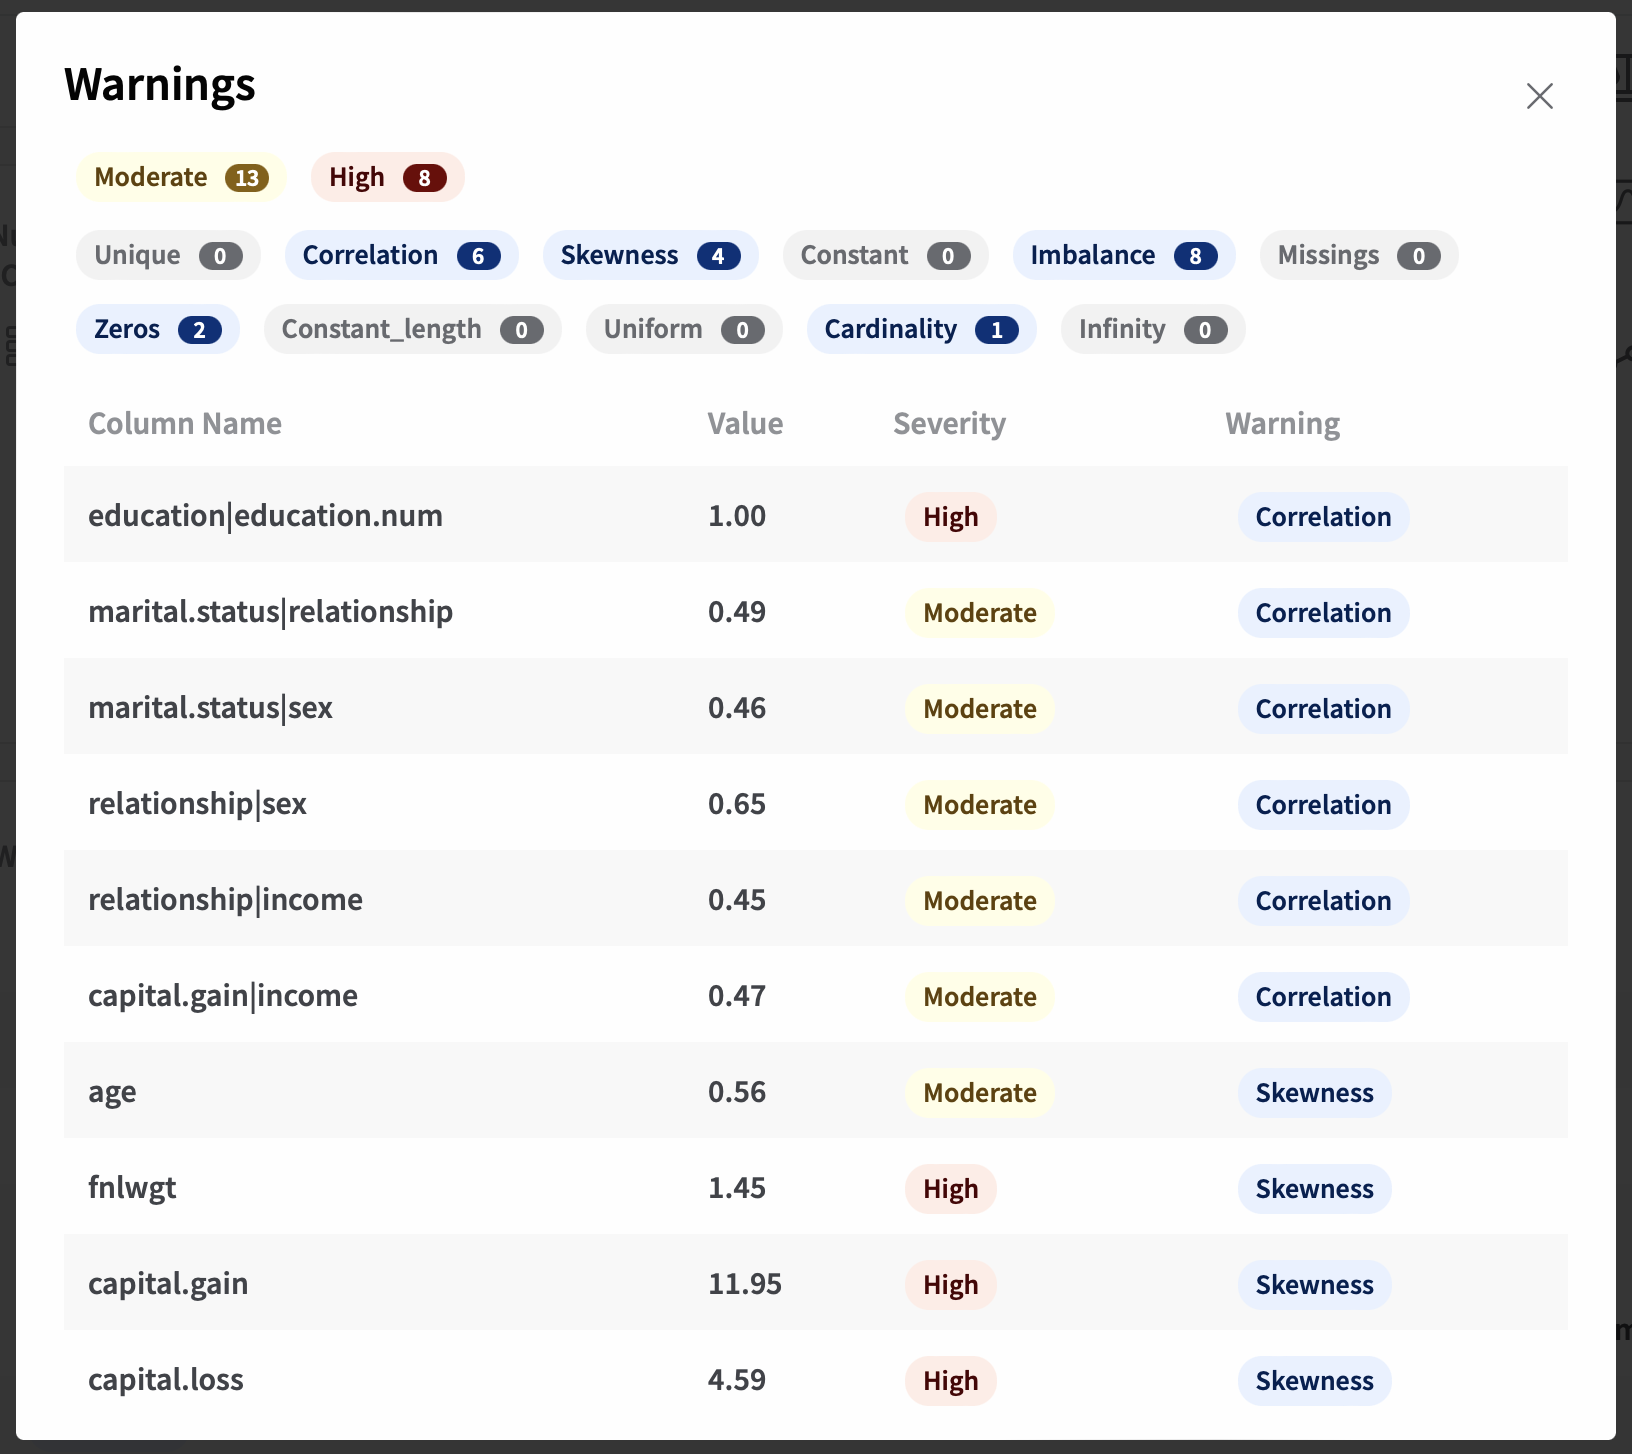 Warnings
Moderate 13 High 8
Unique 0 Correlation 6 Skewness 4 Constant 0 Imbalance 8 Missings 0
Zeros 2 Constant_length 0 Uniform 0 Cardinality 1 Infinity 0
Column Name Value Severity Warning
education|education.num 1.00 High Correlation
marital.status|relationship 0.49 Moderate Correlation
marital.status|sex 0.46 Moderate Correlation
relationship|sex 0.65 Moderate Correlation
relationship|income 0.45 Moderate Correlation
capital.gain|income 0.47 Moderate Correlation
age 0.56 Moderate Skewness
fnlwgt 1.45 High Skewness
capital.gain 11.95 High Skewness
capital.loss 4.59 High Skewness